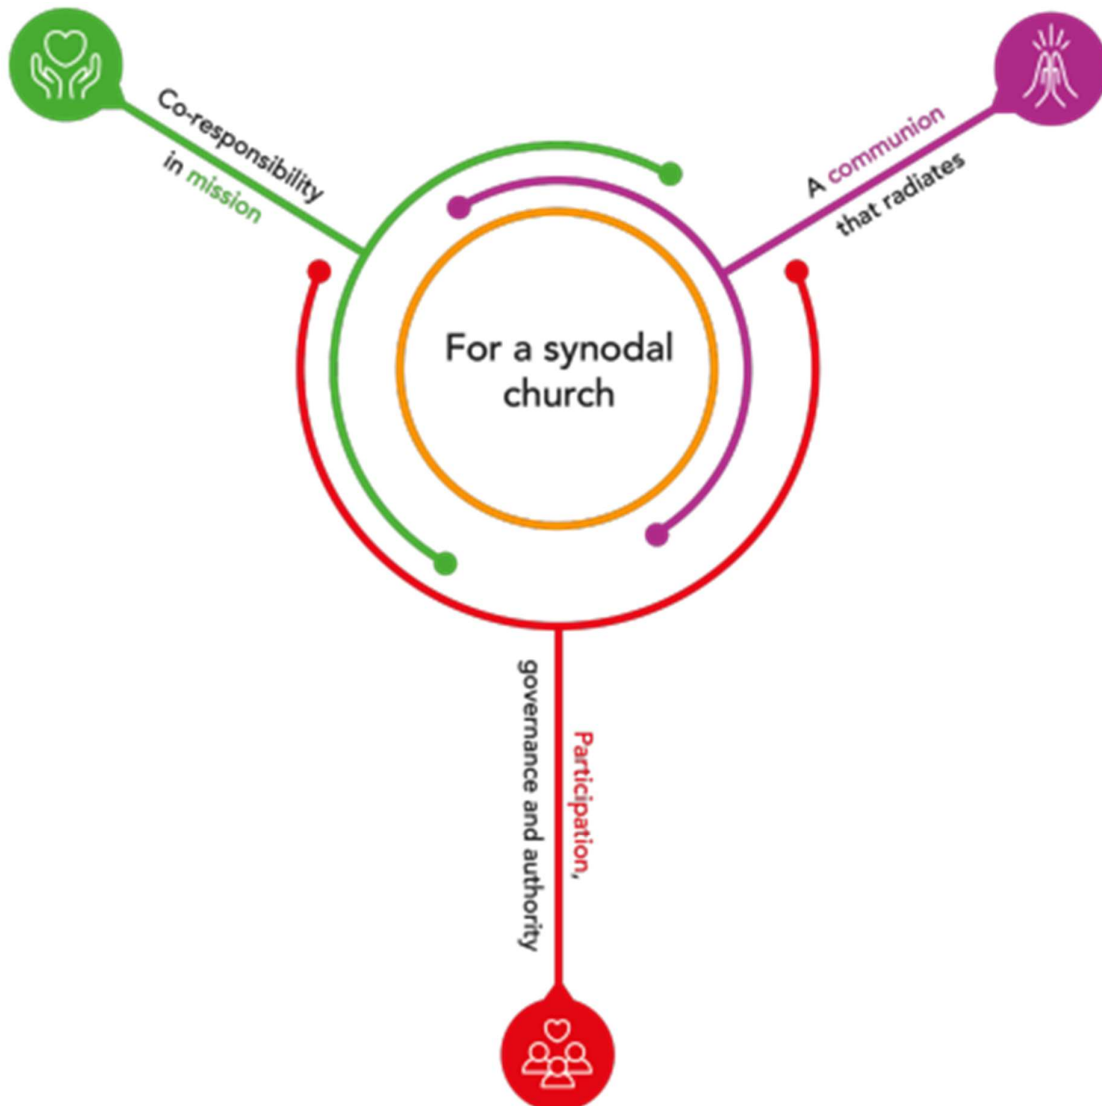 Co-responsibility
in mission
A communion
that radiates
For a synodal
church
Participation,
governance and authority